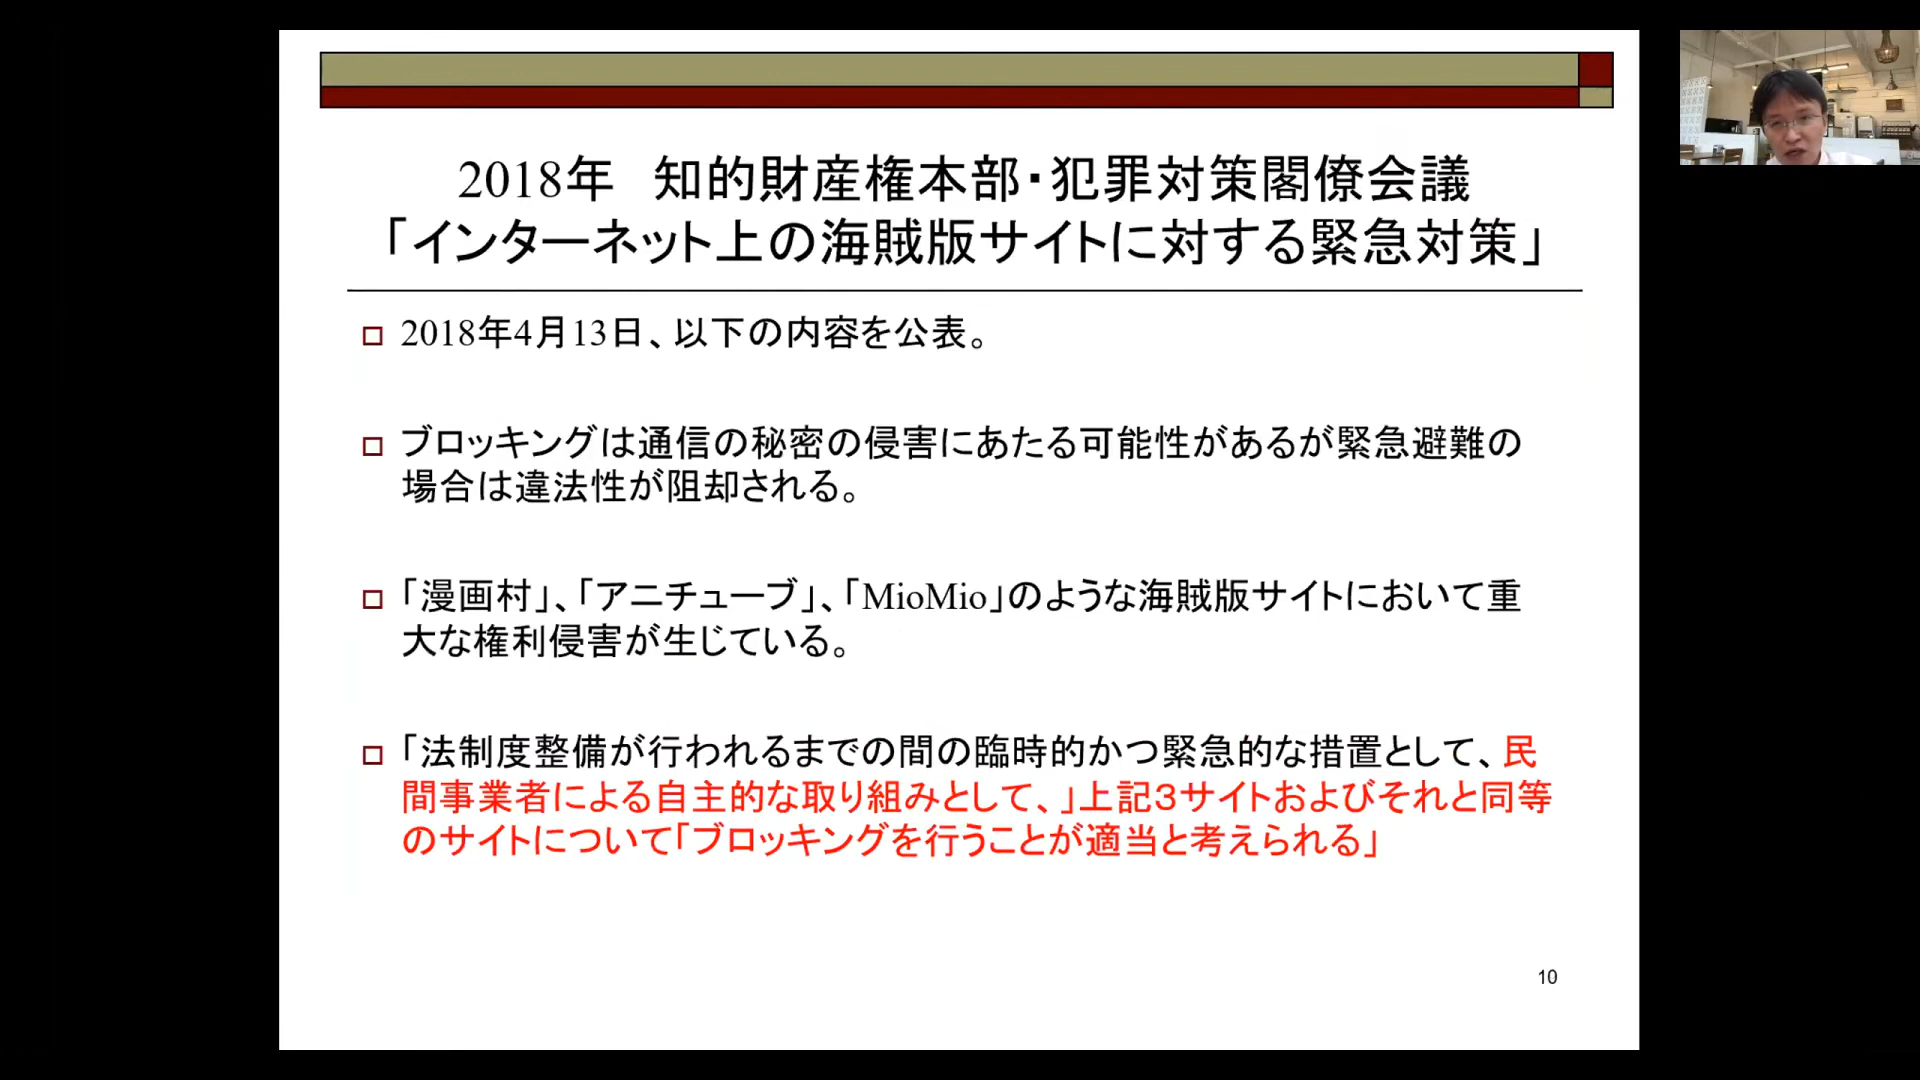 2018年　知的財産権本部・犯罪対策閣僚会議
「インターネット上の海賊版サイトに対する緊急対策」
2018年4月13日、以下の内容を公表。
ブロッキングは通信の秘密の侵害にあたる可能性があるが緊急避難の
場合は違法性が阻却される。
「漫画村」、「アニチューブ」、「MioMio」のような海賊版サイトにおいて重
大な権利侵害が生じている。
「法制度整備が行われるまでの間の臨時的かつ緊急的な措置として、民
間事業者による自主的な取り組みとして、」上記３サイトおよびそれと同等
のサイトについて「ブロッキングを行うことが適当と考えられる」
10